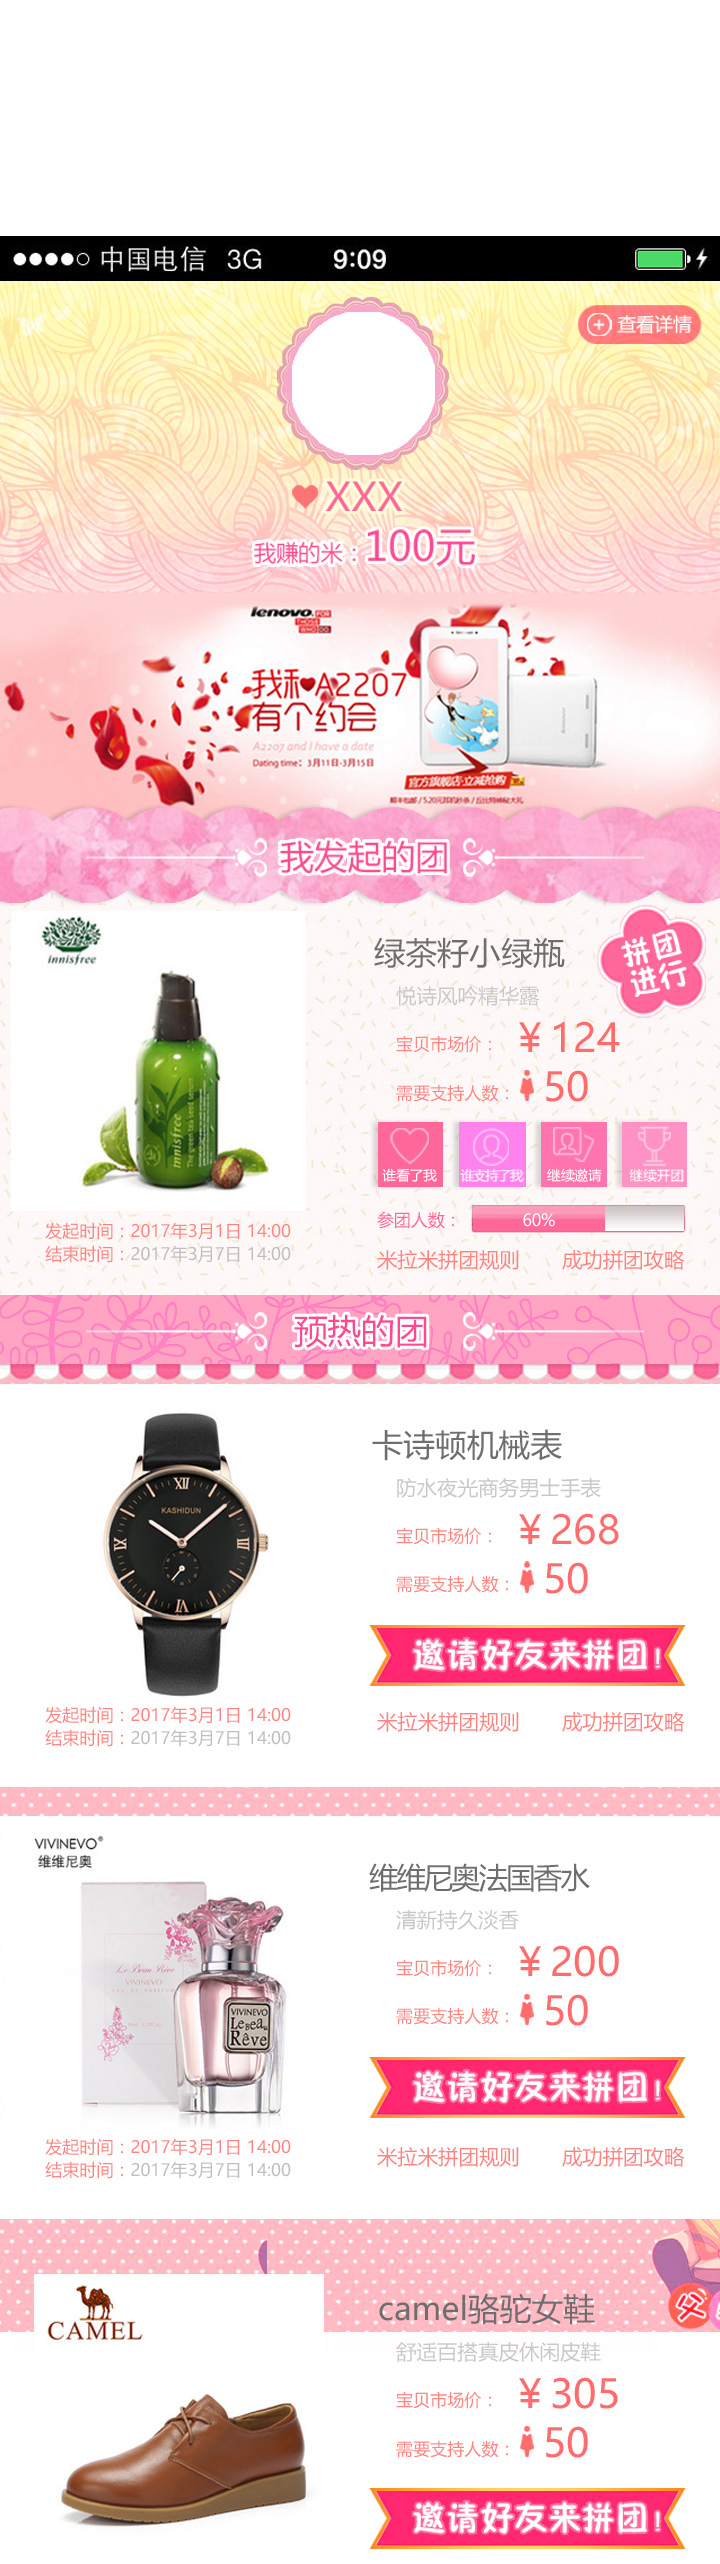 中国电信 3G 9:09
查看详情
XXX
我赚的米：100元
lenovo FOR THOSE WHO DO
我和A2207
有个约会
A2207 and I have a date
Dating time：3月11日-3月15日
官方旗舰店·立减抢购
我发起的团
innisfree
绿茶籽小绿瓶
拼团
进行
悦诗风吟精华露
宝贝市场价： ¥124
需要支持人数： 50
innisfree
The green tea seed serum
谁看了我 谁支持了我 继续邀请 继续开团
参团人数： 60%
发起时间：2017年3月1日 14:00
结束时间：2017年3月7日 14:00
米拉米拼团规则 成功拼团攻略
预热的团
KASHIDUN
卡诗顿机械表
防水夜光商务男士手表
宝贝市场价： ¥268
需要支持人数： 50
邀请好友来拼团!
发起时间：2017年3月1日 14:00
结束时间：2017年3月7日 14:00
米拉米拼团规则 成功拼团攻略
VIVINEVO®
维维尼奥
维维尼奥法国香水
清新持久淡香
宝贝市场价： ¥200
需要支持人数： 50
Le Beau Rêve
VIVINEVO
VIVINEVO
LeBeau
Rêve
邀请好友来拼团!
发起时间：2017年3月1日 14:00
结束时间：2017年3月7日 14:00
米拉米拼团规则 成功拼团攻略
父
CAMEL
camel骆驼女鞋
舒适百搭真皮休闲皮鞋
宝贝市场价： ¥305
需要支持人数： 50
邀请好友来拼团!